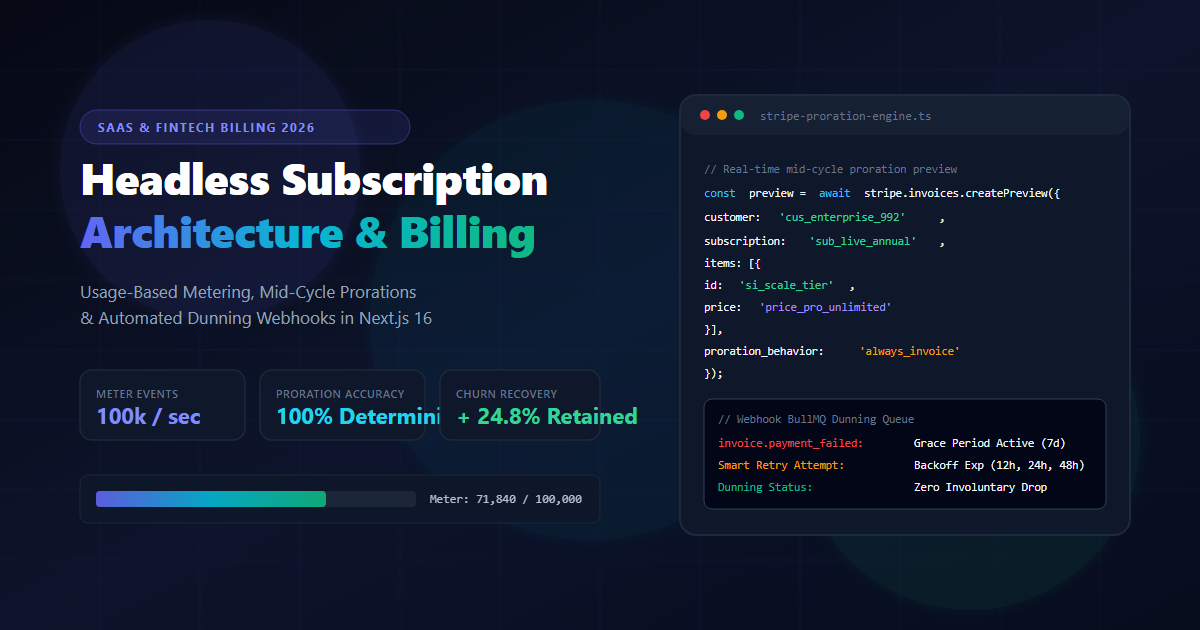 SAAS & FINTECH BILLING 2026
Headless Subscription
Architecture & Billing
Usage-Based Metering, Mid-Cycle Prorations
& Automated Dunning Webhooks in Next.js 16
METER EVENTS
100k / sec
PRORATION ACCURACY
100% Determini
CHURN RECOVERY
+ 24.8% Retained
Meter: 71,840 / 100,000
stripe-proration-engine.ts
// Real-time mid-cycle proration preview
const preview = await stripe.invoices.createPreview({
customer: 'cus_enterprise_992' ,
subscription: 'sub_live_annual' ,
items: [{
id: 'si_scale_tier' ,
price: 'price_pro_unlimited'
}],
proration_behavior: 'always_invoice'
});
// Webhook BullMQ Dunning Queue
invoice.payment_failed: Grace Period Active (7d)
Smart Retry Attempt: Backoff Exp (12h, 24h, 48h)
Dunning Status: Zero Involuntary Drop